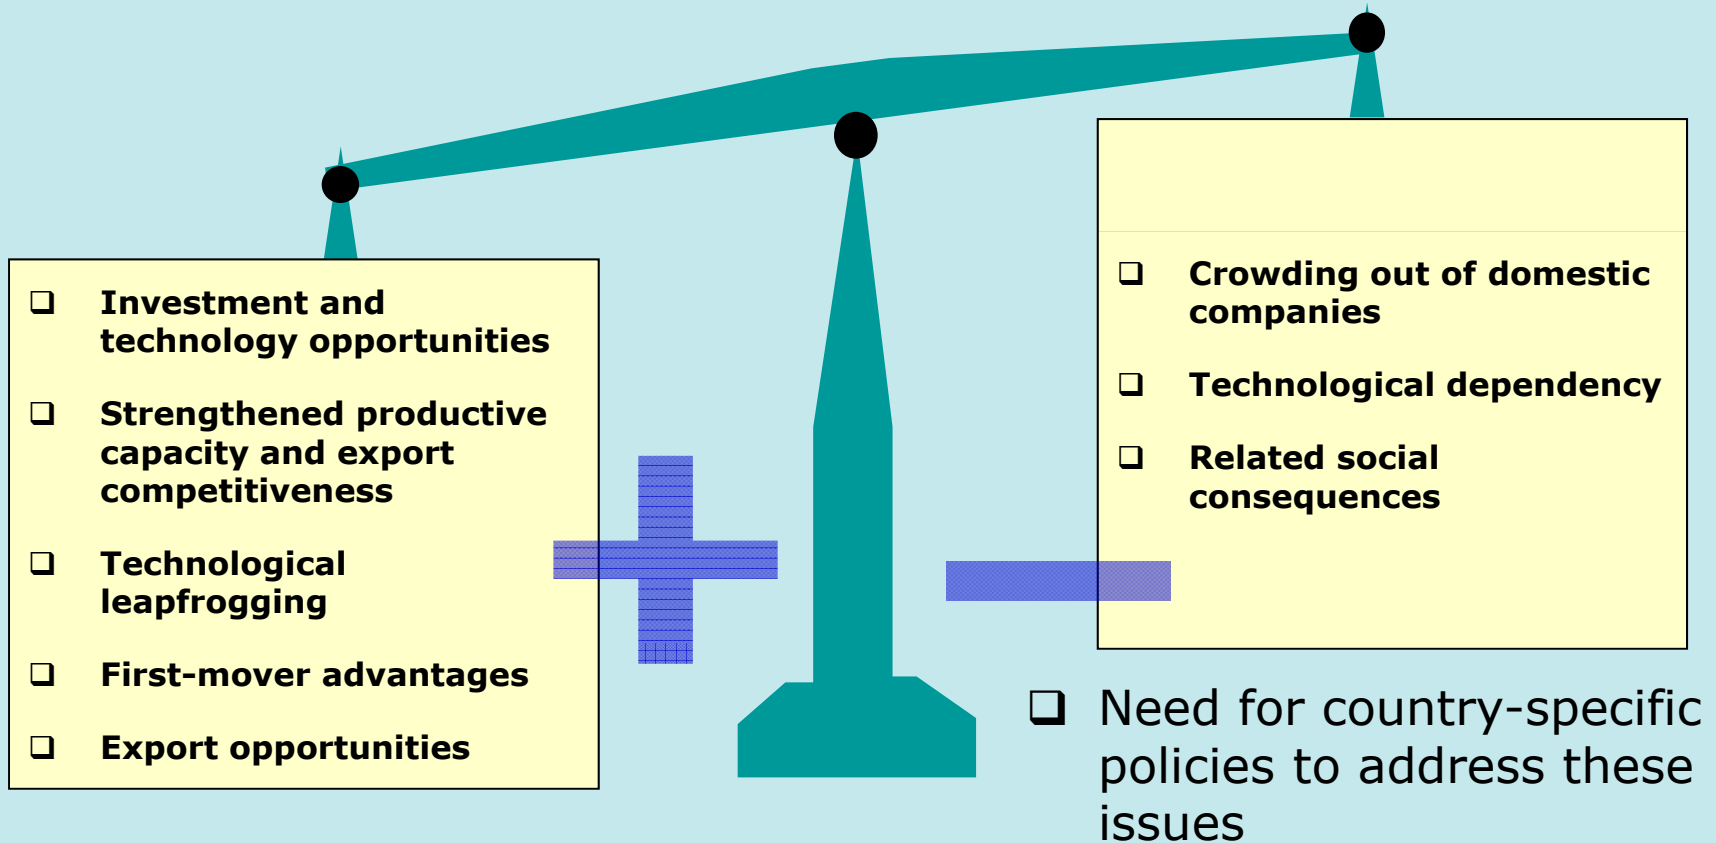 ❑ Investment and
technology opportunities
❑ Strengthened productive
capacity and export
competitiveness
❑ Technological
leapfrogging
❑ First-mover advantages
❑ Export opportunities
❑ Crowding out of domestic
companies
❑ Technological dependency
❑ Related social
consequences
❑ Need for country-specific
policies to address these
issues